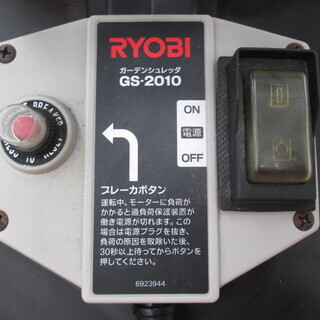 RYOBI
ガーデンシュレッダ
GS-2010
ON
電源
OFF
ブレーカボタン
運転中、モーターに負荷が
かかると過負荷保護装置が
働き電源が切れます。この
場合は電源プラグを抜き、
負荷の原因を取除いた後、
30秒以上待ってからボタンを
押してください。
6923944
BREAKER
PRESS TO RESET